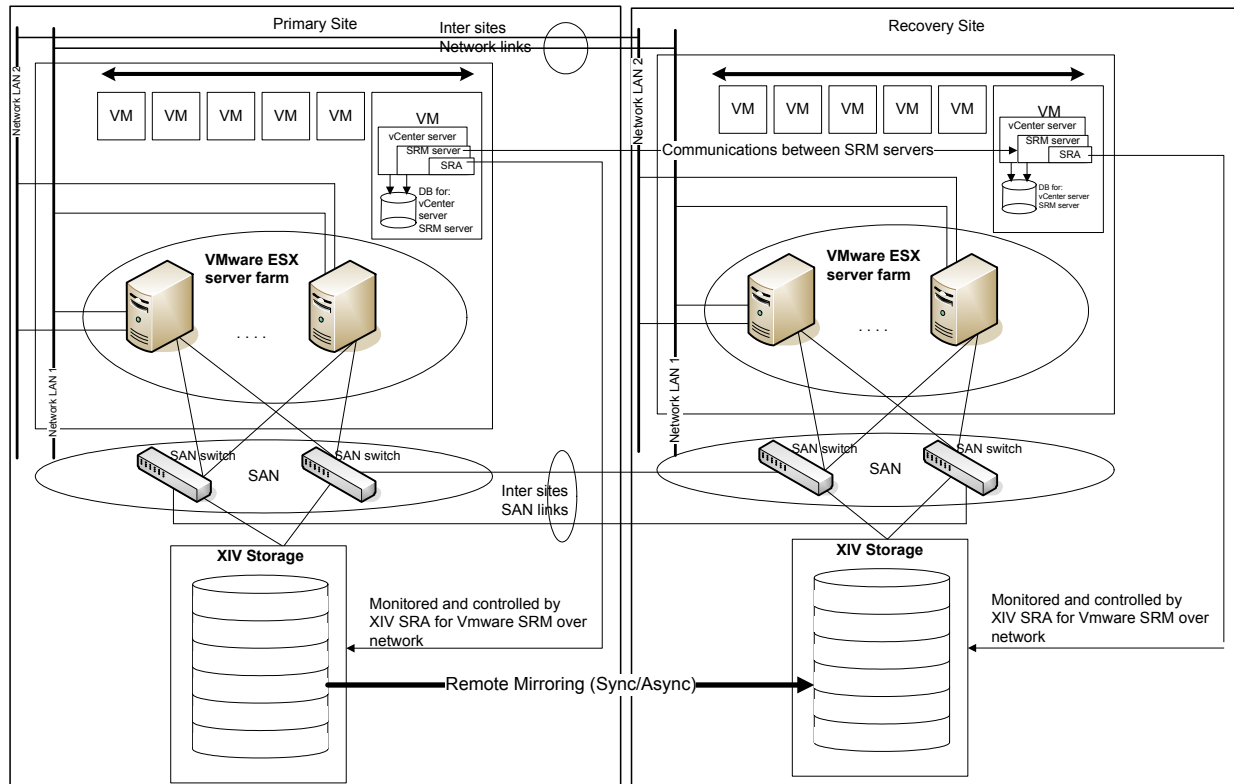 Primary Site
Inter sites
Network links
Recovery Site
Network LAN 2
Network LAN 1
VM
VM
VM
VM
VM
VM
vCenter server
SRM server
SRA
DB for:
vCenter
server
SRM server
VMware ESX
server farm
. . . .
SAN switch
SAN switch
SAN
XIV Storage
Monitored and controlled by
XIV SRA for Vmware SRM over
network
Communications between SRM servers
Inter sites
SAN links
Remote Mirroring (Sync/Async)
Network LAN 2
Network LAN 1
VM
VM
VM
VM
VM
VM
vCenter server
SRM server
SRA
DB for:
vCenter server
SRM server
VMware ESX
server farm
. . . .
SAN switch
SAN switch
SAN
XIV Storage
Monitored and controlled by
XIV SRA for Vmware SRM over
network